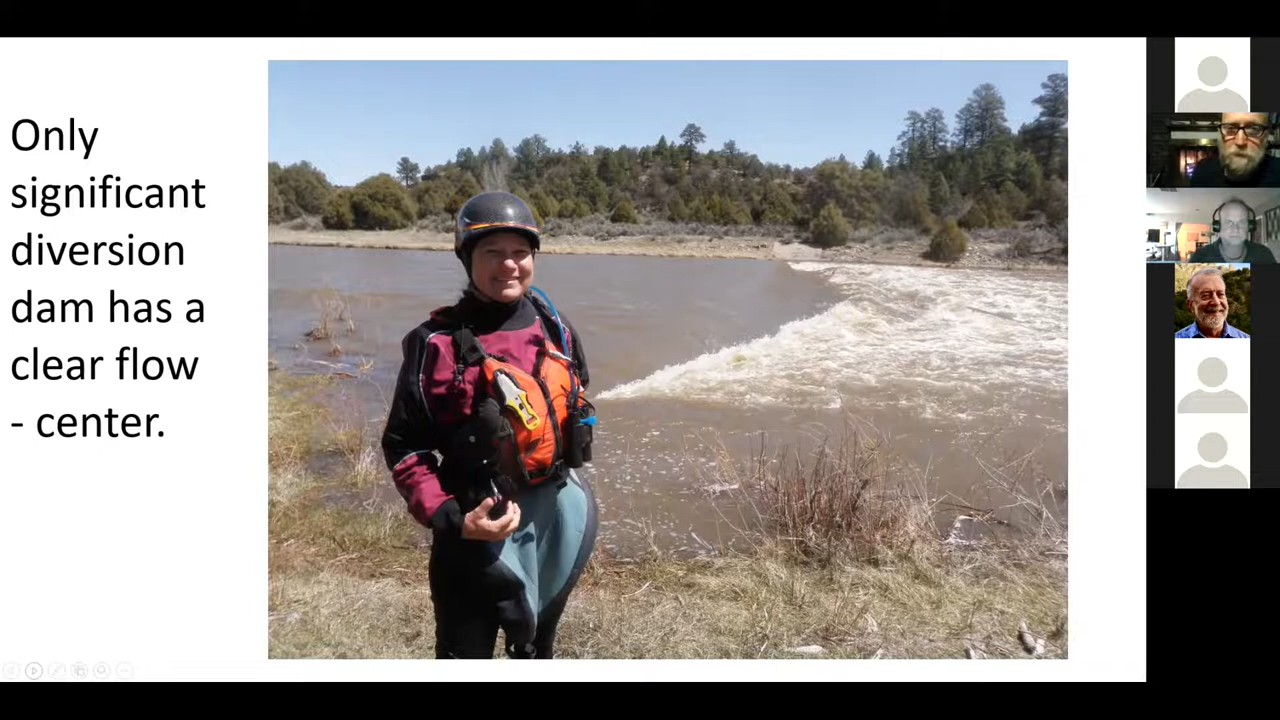 Only
significant
diversion
dam has a
clear flow
- center.